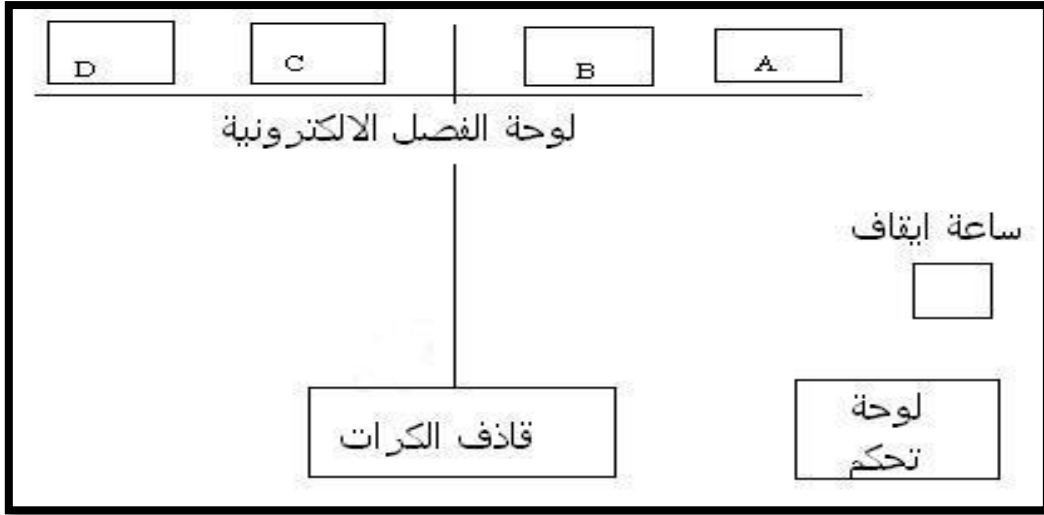 D C B A
لوحة الفصل الالكترونية
ساعة ايقاف
لوحة
تحكم
قاذف الكرات